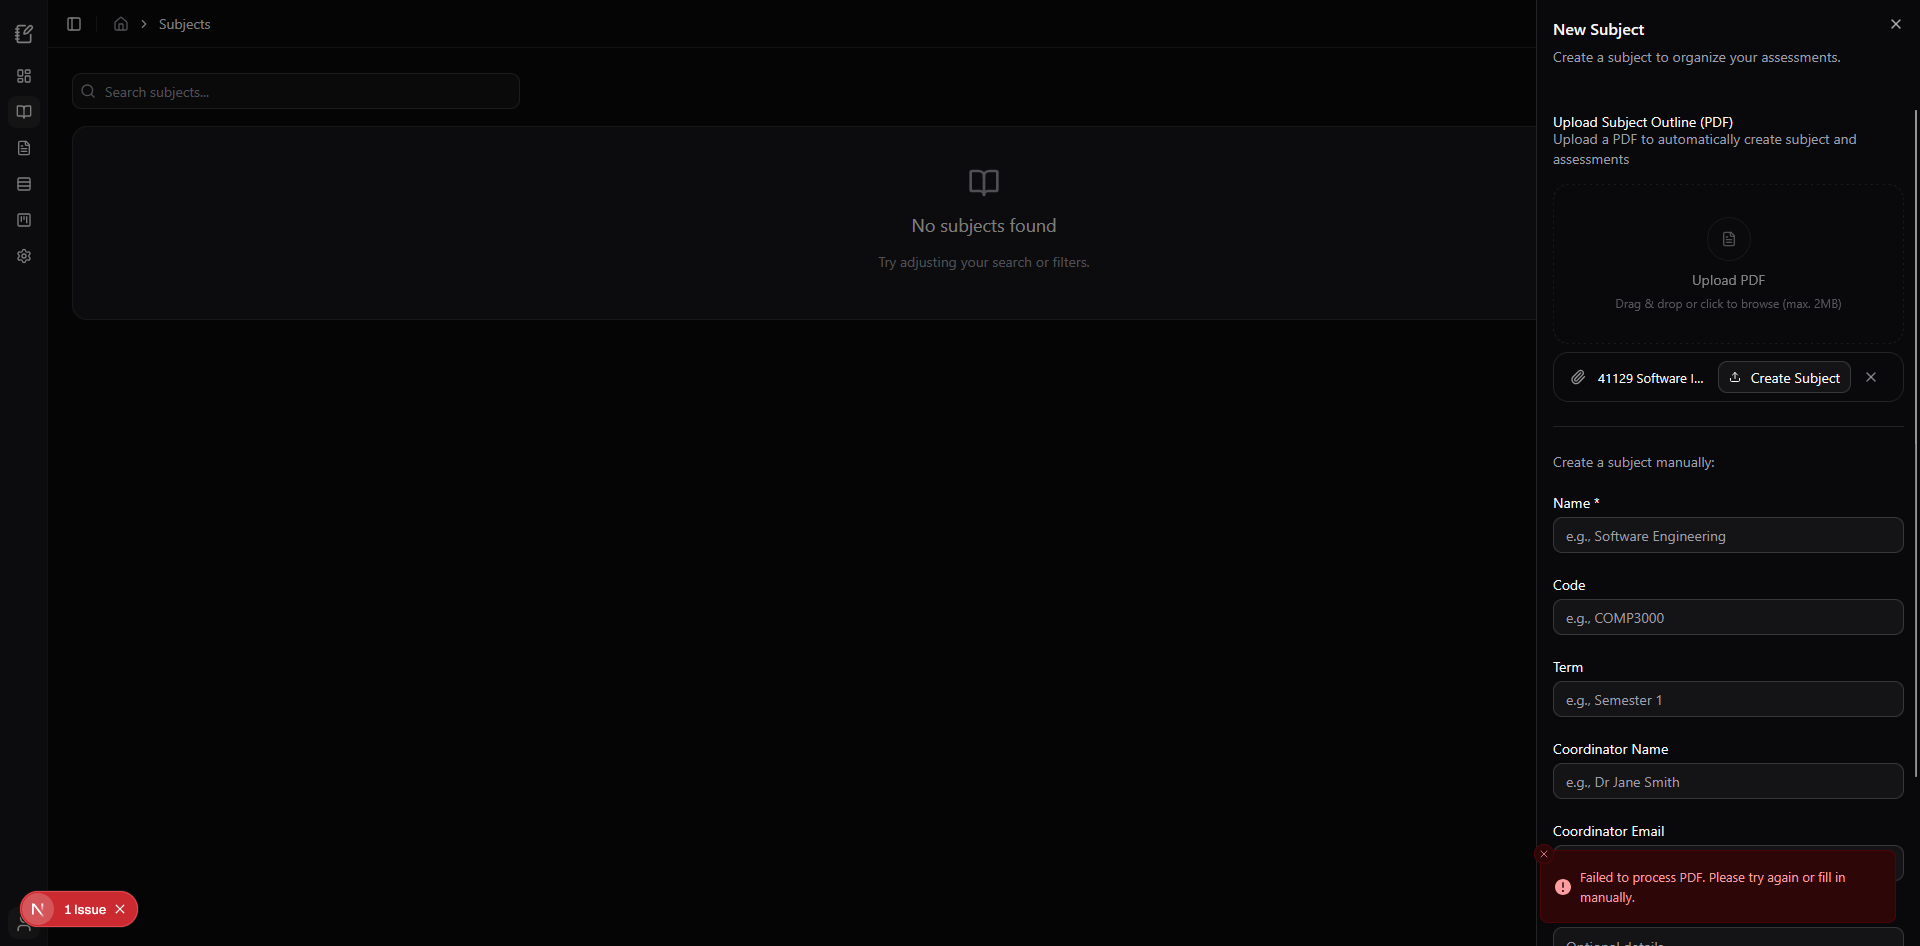 Subjects
Search subjects...
No subjects found
Try adjusting your search or filters.
New Subject
Create a subject to organize your assessments.
Upload Subject Outline (PDF)
Upload a PDF to automatically create subject and
assessments
Upload PDF
Drag & drop or click to browse (max. 2MB)
41129 Software I...
Create Subject
Create a subject manually:
Name *
e.g., Software Engineering
Code
e.g., COMP3000
Term
e.g., Semester 1
Coordinator Name
e.g., Dr Jane Smith
Coordinator Email
Failed to process PDF. Please try again or fill in
manually.
Optional details
N 1 Issue